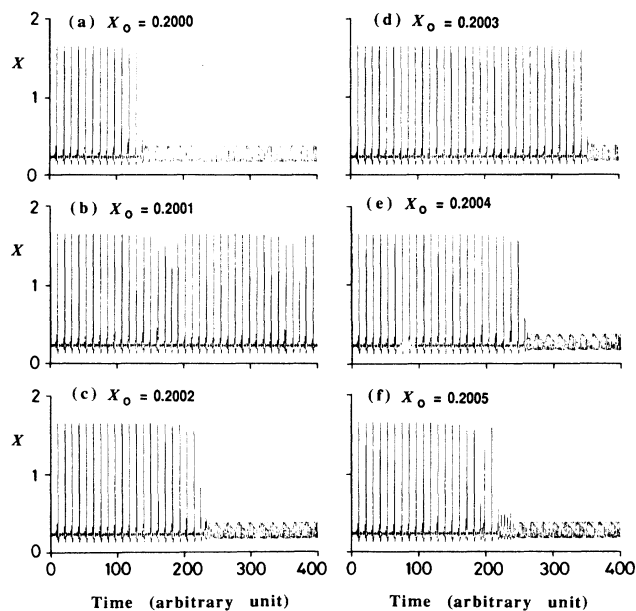 (a) X₀ = 0.2000
(d) X₀ = 0.2003
2
X
1
0
(b) X₀ = 0.2001
(e) X₀ = 0.2004
2
X
1
0
(c) X₀ = 0.2002
(f) X₀ = 0.2005
2
X
1
0
0 100 200 300 400
0 100 200 300 400
Time (arbitrary unit)
Time (arbitrary unit)